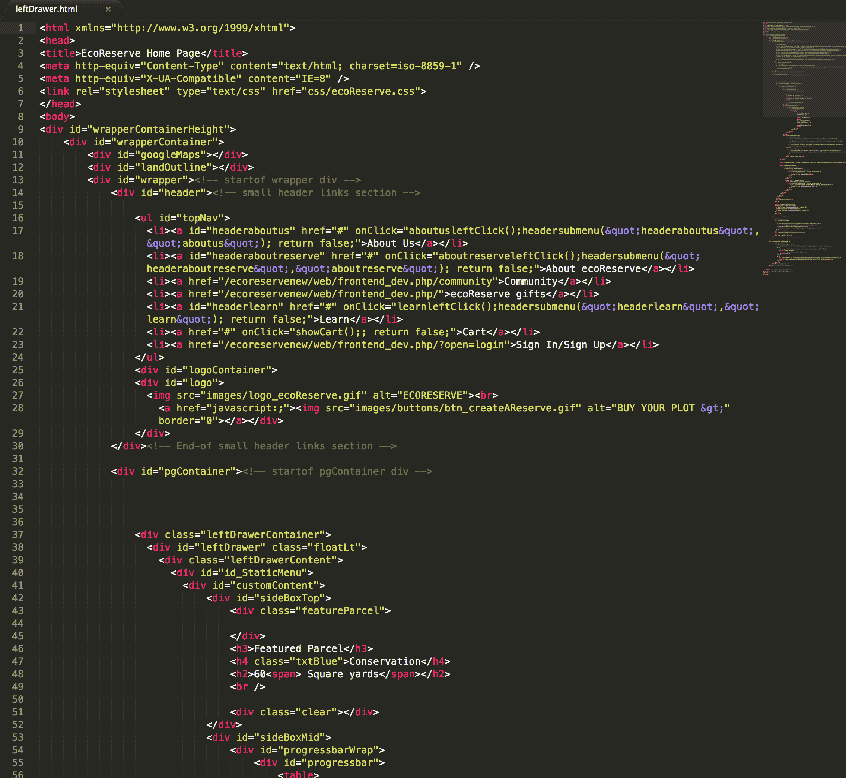 leftDrawer.html ×
1 <html xmlns="http://www.w3.org/1999/xhtml">
2 <head>
3 <title>EcoReserve Home Page</title>
4 <meta http-equiv="Content-Type" content="text/html; charset=iso-8859-1" />
5 <meta http-equiv="X-UA-Compatible" content="IE=8" />
6 <link rel="stylesheet" type="text/css" href="css/ecoReserve.css">
7 </head>
8 <body>
9 <div id="wrapperContainerHeight">
10 <div id="wrapperContainer">
11 <div id="googleMaps"></div>
12 <div id="landOutline"></div>
13 <div id="wrapper"><!-- startof wrapper div -->
14 <div id="header"><!-- small header links section -->
15
16 <ul id="topNav">
17 <li><a id="headeraboutus" href="#" onClick="aboutusleftClick();headersubmenu(&quot;headeraboutus&quot;,
&quot;aboutus&quot;); return false;">About Us</a></li>
18 <li><a id="headeraboutreserve" href="#" onClick="aboutreserveleftClick();headersubmenu(&quot;
headeraboutreserve&quot;,&quot;aboutreserve&quot;); return false;">About ecoReserve</a></li>
19 <li><a href="/ecoreservenew/web/frontend_dev.php/community">Community</a></li>
20 <li><a href="/ecoreservenew/web/frontend_dev.php/">ecoReserve gifts</a></li>
21 <li><a id="headerlearn" href="#" onClick="learnleftClick();headersubmenu(&quot;headerlearn&quot;,&quot;
learn&quot;); return false;">Learn</a></li>
22 <li><a href="#" onClick="showCart();; return false;">Cart</a></li>
23 <li><a href="/ecoreservenew/web/frontend_dev.php/?open=login">Sign In/Sign Up</a></li>
24 </ul>
25 <div id="logoContainer">
26 <div id="logo">
27 <img src="images/logo_ecoReserve.gif" alt="ECORESERVE"><br>
28 <a href="javascript:;"><img src="images/buttons/btn_createAReserve.gif" alt="BUY YOUR PLOT &gt;"
border="0"></a></div>
29 </div>
30 </div><!-- End-of small header links section -->
31
32 <div id="pgContainer"><!-- startof pgContainer div -->
33
34
35
36
37 <div class="leftDrawerContainer">
38 <div id="leftDrawer" class="floatLt">
39 <div class="leftDrawerContent">
40 <div id="id_StaticMenu">
41 <div id="customContent">
42 <div id="sideBoxTop">
43 <div class="featureParcel">
44
45 </div>
46 <h3>Featured Parcel</h3>
47 <h4 class="txtBlue">Conservation</h4>
48 <h2>60<span> Square yards</span></h2>
49 <br />
50
51 <div class="clear"></div>
52 </div>
53 <div id="sideBoxMid">
54 <div id="progressbarWrap">
55 <div id="progressbar">
56 <table>